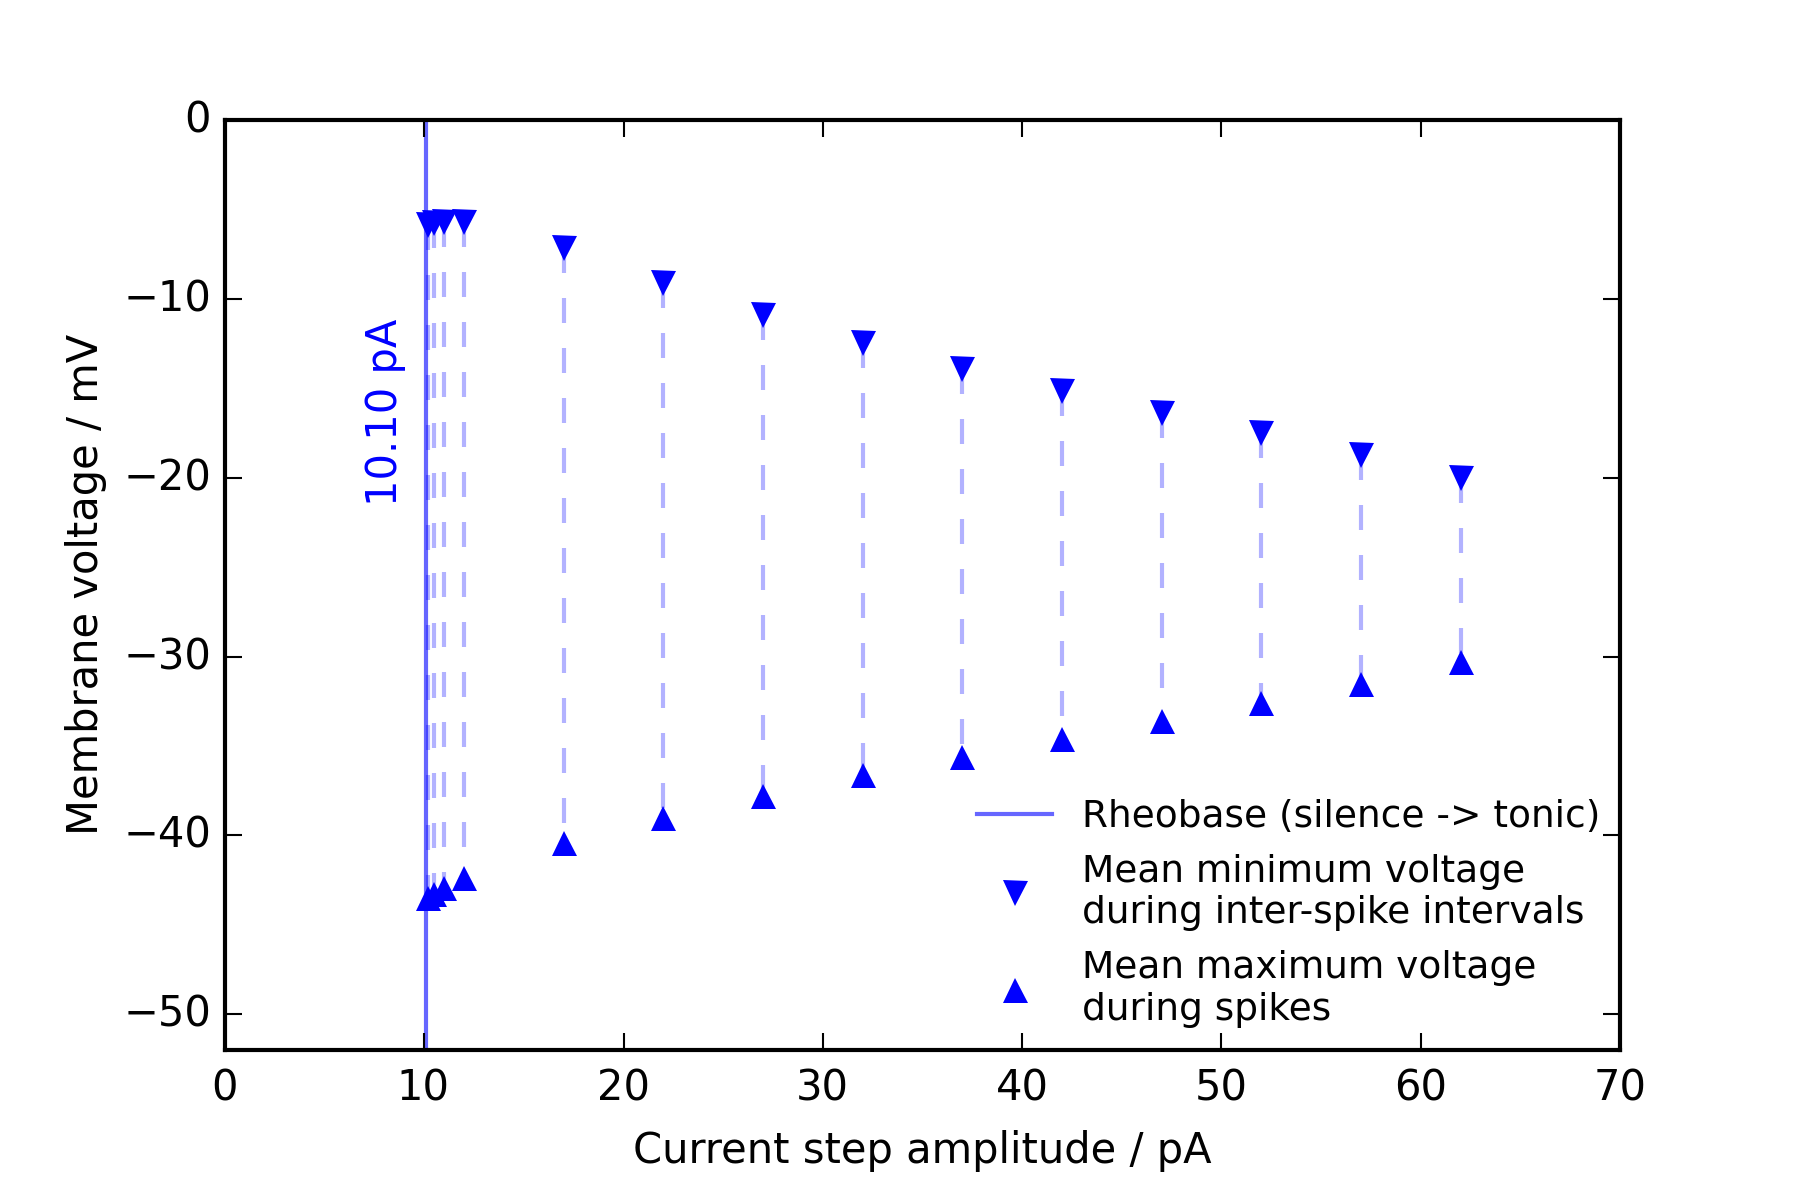 0
−10
−20
−30
−40
−50
Membrane voltage / mV
10.10 pA
Rheobase (silence -> tonic)
Mean minimum voltage
during inter-spike intervals
Mean maximum voltage
during spikes
0 10 20 30 40 50 60 70
Current step amplitude / pA